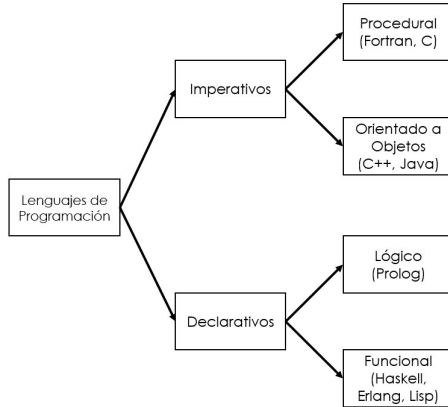 Procedural
(Fortran, C)
Imperativos
Orientado a
Objetos
(C++, Java)
Lenguajes de
Programación
Lógico
(Prolog)
Declarativos
Funcional
(Haskell,
Erlang, Lisp)